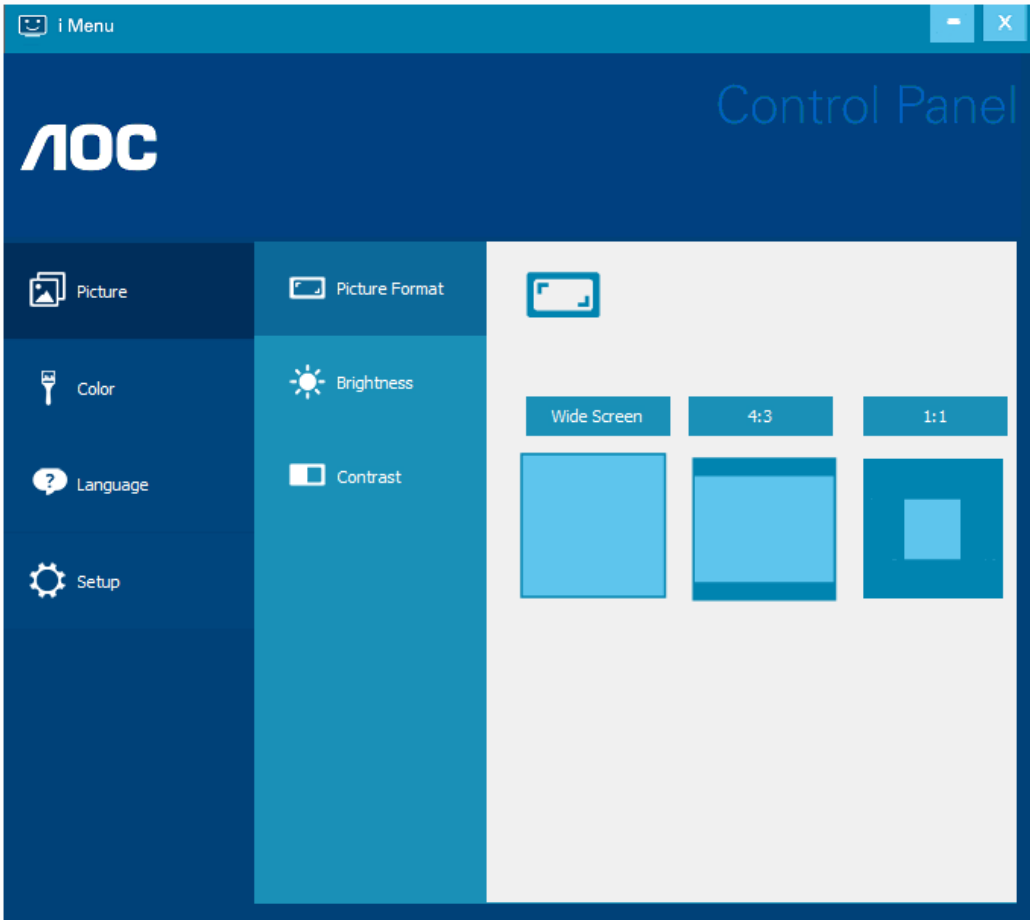 i Menu
X
Control Panel
AOC
Picture
Color
Language
Setup
Picture Format
Brightness
Contrast
Wide Screen
4:3
1:1
?